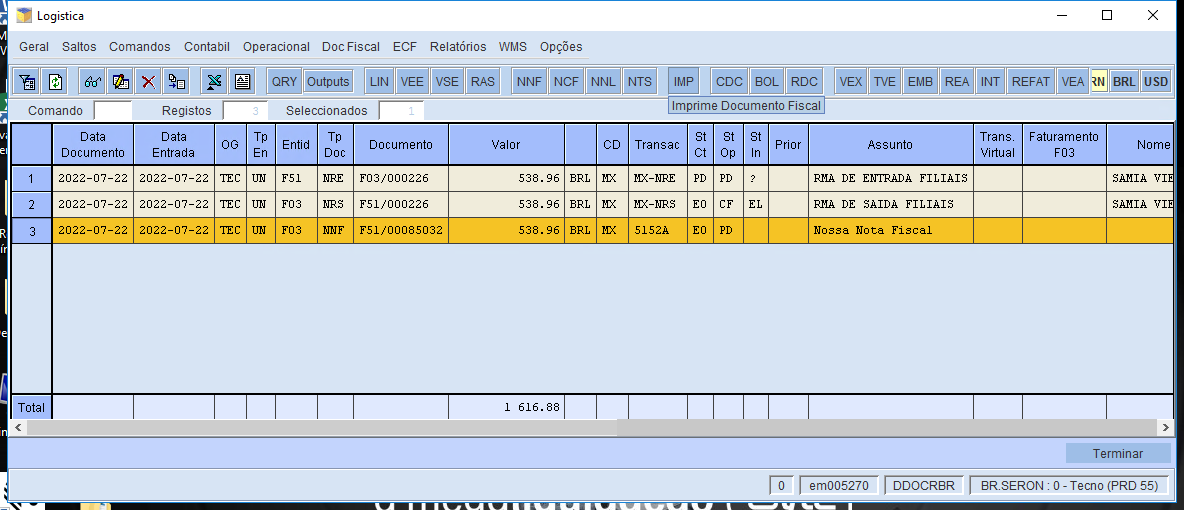 Logistica
Geral Saltos Comandos Contabil Operacional Doc Fiscal ECF Relatórios WMS Opções
QRY Outputs LIN VEE VSE RAS NNF NCF NNL NTS IMP CDC BOL RDC VEX TVE EMB REA INT REFAT VEA RN BRL USD
Comando Registos 3 Seleccionados 1
Imprime Documento Fiscal
Data Documento Data Entrada OG Tp En Entid Tp Doc Documento Valor CD Transac St Ct St Op St In Prior Assunto Trans. Virtual Faturamento F03 Nome
1 2022-07-22 2022-07-22 TEC UN F51 NRE F03/000226 538.96 BRL MX MX-NRE PD PD ? RMA DE ENTRADA FILIAIS SAMIA VIE
2 2022-07-22 2022-07-22 TEC UN F03 NRS F51/000226 538.96 BRL MX MX-NRS EO CF EL RMA DE SAIDA FILIAIS SAMIA VIE
3 2022-07-22 2022-07-22 TEC UN F03 NNF F51/00085032 538.96 BRL MX 5152A EO PD Nossa Nota Fiscal
Total 1 616.88
Terminar
0 em005270 DDOCRBR BR.SERON : 0 - Tecno (PRD 55)